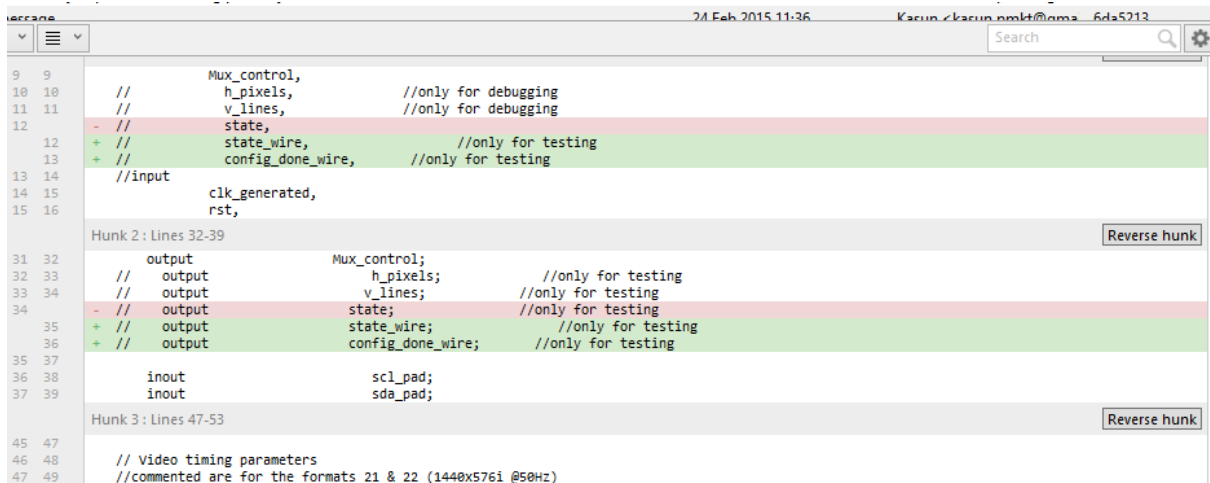 essage 24 Feb 2015 11:36 Kasun <kasun.nmkt@gma 6da5213
Search
9 9 Mux_control,
10 10 // h_pixels, //only for debugging
11 11 // v_lines, //only for debugging
12 - // state,
12 + // state_wire, //only for testing
13 + // config_done_wire, //only for testing
13 14 //input
14 15 clk_generated,
15 16 rst,
Hunk 2 : Lines 32-39 Reverse hunk
31 32 output Mux_control;
32 33 // output h_pixels; //only for testing
33 34 // output v_lines; //only for testing
34 - // output state; //only for testing
35 + // output state_wire; //only for testing
36 + // output config_done_wire; //only for testing
35 37
36 38 inout scl_pad;
37 39 inout sda_pad;
Hunk 3 : Lines 47-53 Reverse hunk
45 47
46 48 // Video timing parameters
47 49 //commented are for the formats 21 & 22 (1440x576i @50Hz)